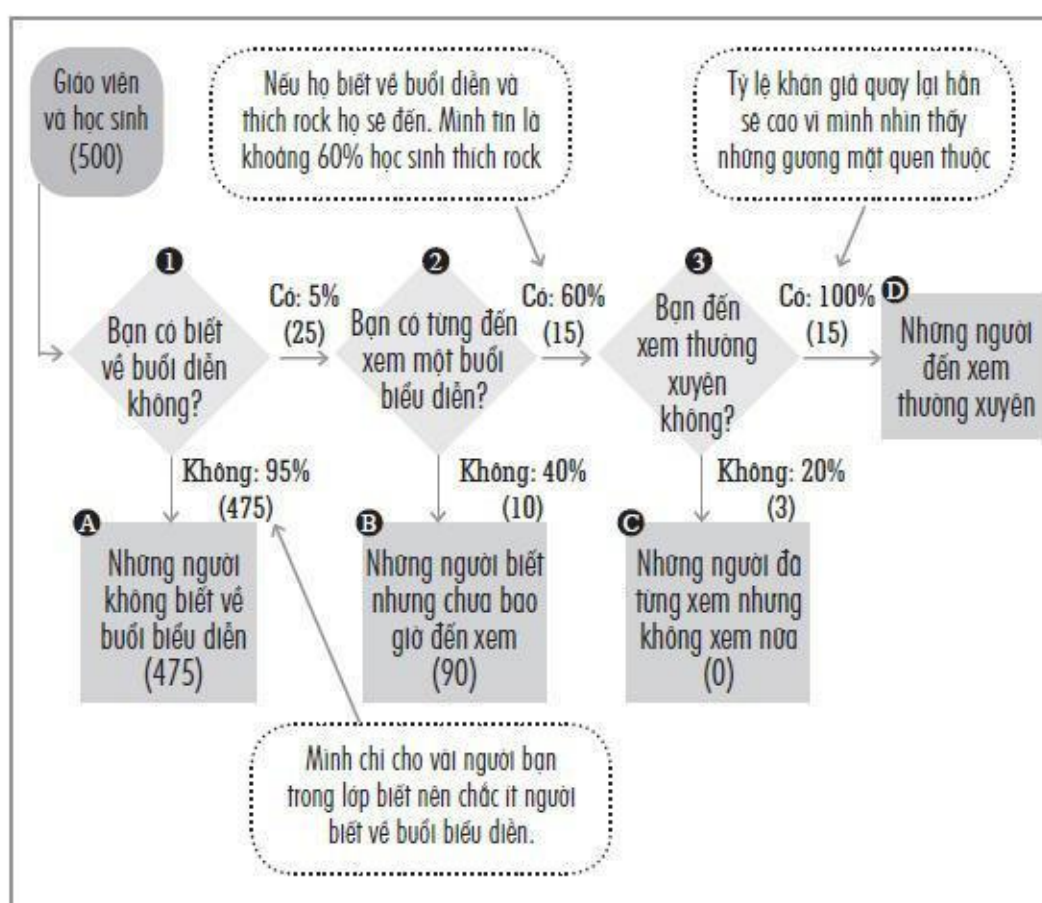 Giáo viên
và học sinh
(500)
Nếu họ biết về buổi diễn và
thích rock họ sẽ đến. Mình tin là
khoảng 60% học sinh thích rock
Tỷ lệ khán giả quay lại hẳn
sẽ cao vì mình nhìn thấy
những gương mặt quen thuộc
1
Bạn có biết
về buổi diễn
không?
Có: 5%
(25)
2
Bạn có từng đến
xem một buổi
biểu diễn?
Có: 60%
(15)
3
Bạn đến
xem thường
xuyên
không?
Có: 100%
(15)
D
Những người
đến xem
thường xuyên
Không: 95%
(475)
A
Những người
không biết về
buổi biểu diễn
(475)
Không: 40%
(10)
B
Những người biết
nhưng chưa bao
giờ đến xem
(90)
Không: 20%
(3)
C
Những người đã
từng xem nhưng
không xem nữa
(0)
Mình chỉ cho vài người bạn
trong lớp biết nên chắc ít người
biết về buổi biểu diễn.